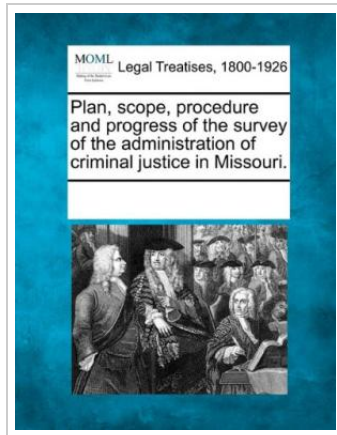 MOML
Legal Treatises, 1800-1926
Plan, scope, procedure
and progress of the survey
of the administration of
criminal justice in Missouri.